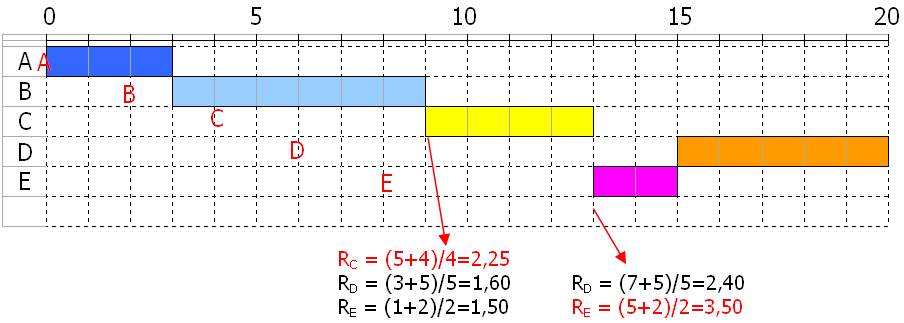 0 5 10 15 20
A A
B B
C C
D D
E E
R_C = (5+4)/4=2,25
R_D = (3+5)/5=1,60
R_E = (1+2)/2=1,50
R_D = (7+5)/5=2,40
R_E = (5+2)/2=3,50